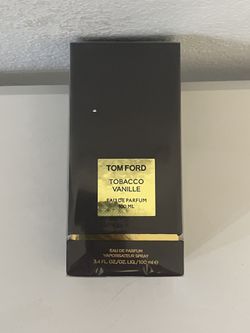 TOM FORD
TOBACCO
VANILLE
EAU DE PARFUM
100 ML
EAU DE PARFUM
VAPORISATEUR SPRAY
3.4 FL. OZ./OZ. LIQ./100 ml e